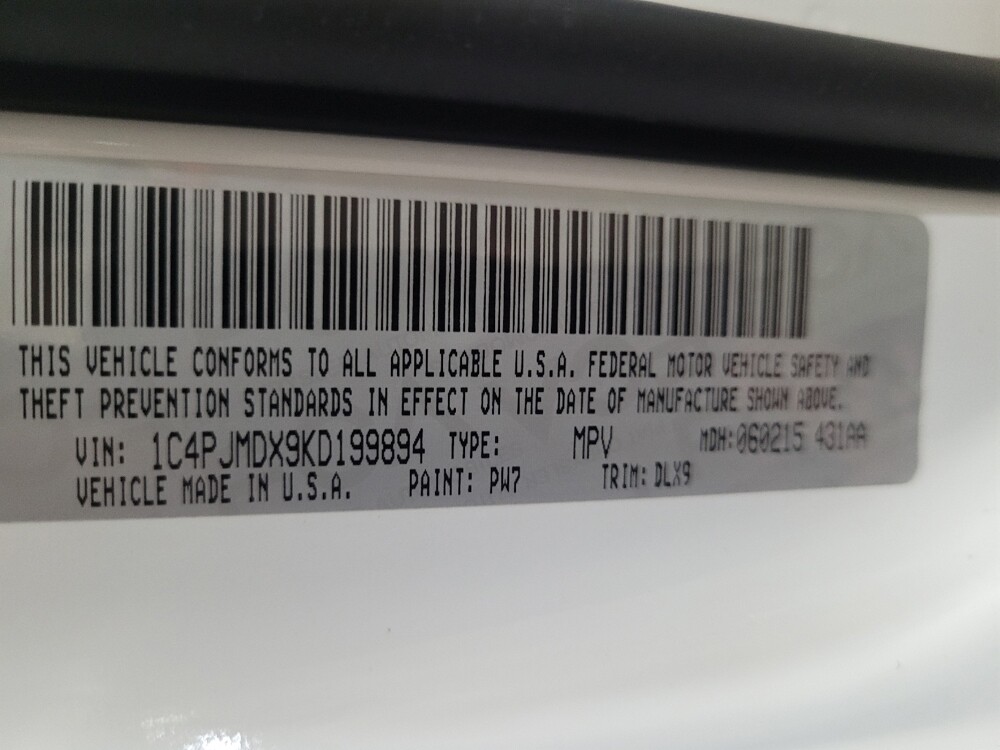 THIS VEHICLE CONFORMS TO ALL APPLICABLE U.S.A. FEDERAL MOTOR VEHICLE SAFETY AND
THEFT PREVENTION STANDARDS IN EFFECT ON THE DATE OF MANUFACTURE SHOWN ABOVE.
VIN: 1C4PJMDX9KD199894 TYPE: MPV MDH:060215 431AA
VEHICLE MADE IN U.S.A. PAINT: PW7 TRIM: DLX9